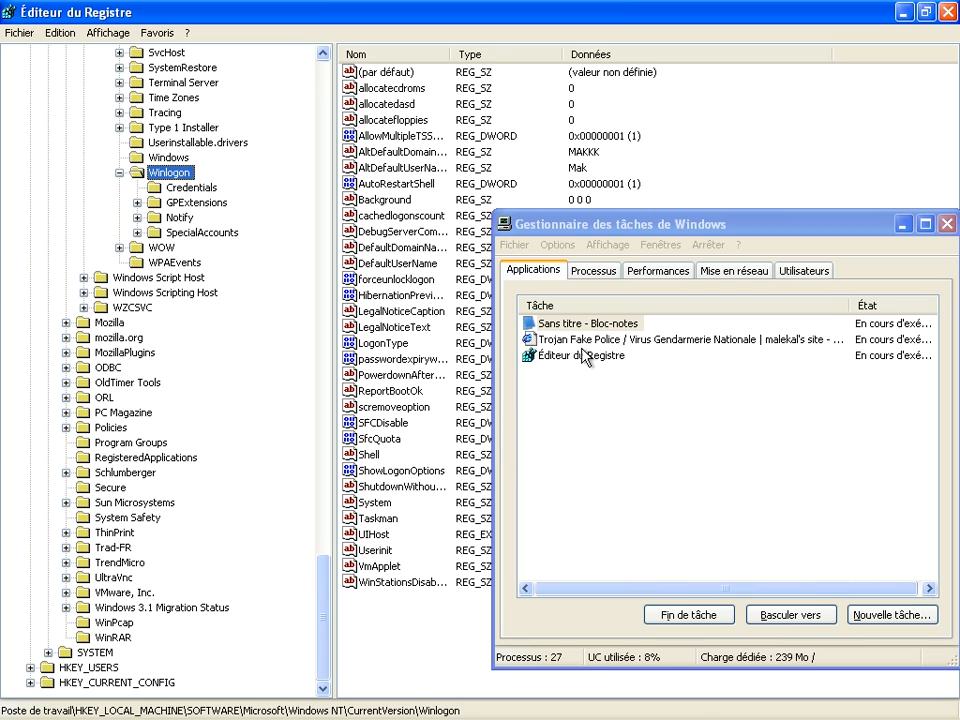 Éditeur du Registre
Fichier Edition Affichage Favoris ?
SvcHost
SystemRestore
Terminal Server
Time Zones
Tracing
Type 1 Installer
Userinstallable.drivers
Windows
Winlogon
Credentials
GPExtensions
Notify
SpecialAccounts
WOW
WPAEvents
Windows Script Host
Windows Scripting Host
WZCSVC
Mozilla
mozilla.org
MozillaPlugins
ODBC
OldTimer Tools
ORL
PC Magazine
Policies
Program Groups
RegisteredApplications
Schlumberger
Secure
Sun Microsystems
System Safety
ThinPrint
Trad-FR
TrendMicro
UltraVnc
VMware, Inc.
Windows 3.1 Migration Status
WinPcap
WinRAR
SYSTEM
HKEY_USERS
HKEY_CURRENT_CONFIG
Nom Type Données
(par défaut) REG_SZ (valeur non définie)
allocatecdroms REG_SZ 0
allocatedasd REG_SZ 0
allocatefloppies REG_SZ 0
AllowMultipleTSS... REG_DWORD 0x00000001 (1)
AltDefaultDomain... REG_SZ MAKKK
AltDefaultUserNa... REG_SZ Mak
AutoRestartShell REG_DWORD 0x00000001 (1)
Background REG_SZ 0 0 0
cachedlogonscount REG_SZ
DebugServerCom... REG_SZ
DefaultDomainNa... REG_SZ
DefaultUserName REG_SZ
forceunlocklogon REG_DW
HibernationPrevi... REG_DW
LegalNoticeCaption REG_SZ
LegalNoticeText REG_SZ
LogonType REG_DW
passwordexpiryw... REG_DW
PowerdownAfter... REG_SZ
ReportBootOk REG_SZ
scremoveoption REG_SZ
SFCDisable REG_DW
SfcQuota REG_DW
Shell REG_SZ
ShowLogonOptions REG_DW
ShutdownWithou... REG_SZ
System REG_SZ
Taskman REG_SZ
UIHost REG_EX
Userinit REG_SZ
VmApplet REG_SZ
WinStationsDisab... REG_SZ
Gestionnaire des tâches de Windows
Fichier Options Affichage Fenêtres Arrêter ?
Applications Processus Performances Mise en réseau Utilisateurs
Tâche État
Sans titre - Bloc-notes En cours d'exé...
Trojan Fake Police / Virus Gendarmerie Nationale | malekal's site - ... En cours d'exé...
Éditeur du Registre En cours d'exé...
Fin de tâche Basculer vers Nouvelle tâche...
Processus : 27 UC utilisée : 8% Charge dédiée : 239 Mo /
Poste de travail\HKEY_LOCAL_MACHINE\SOFTWARE\Microsoft\Windows NT\CurrentVersion\Winlogon